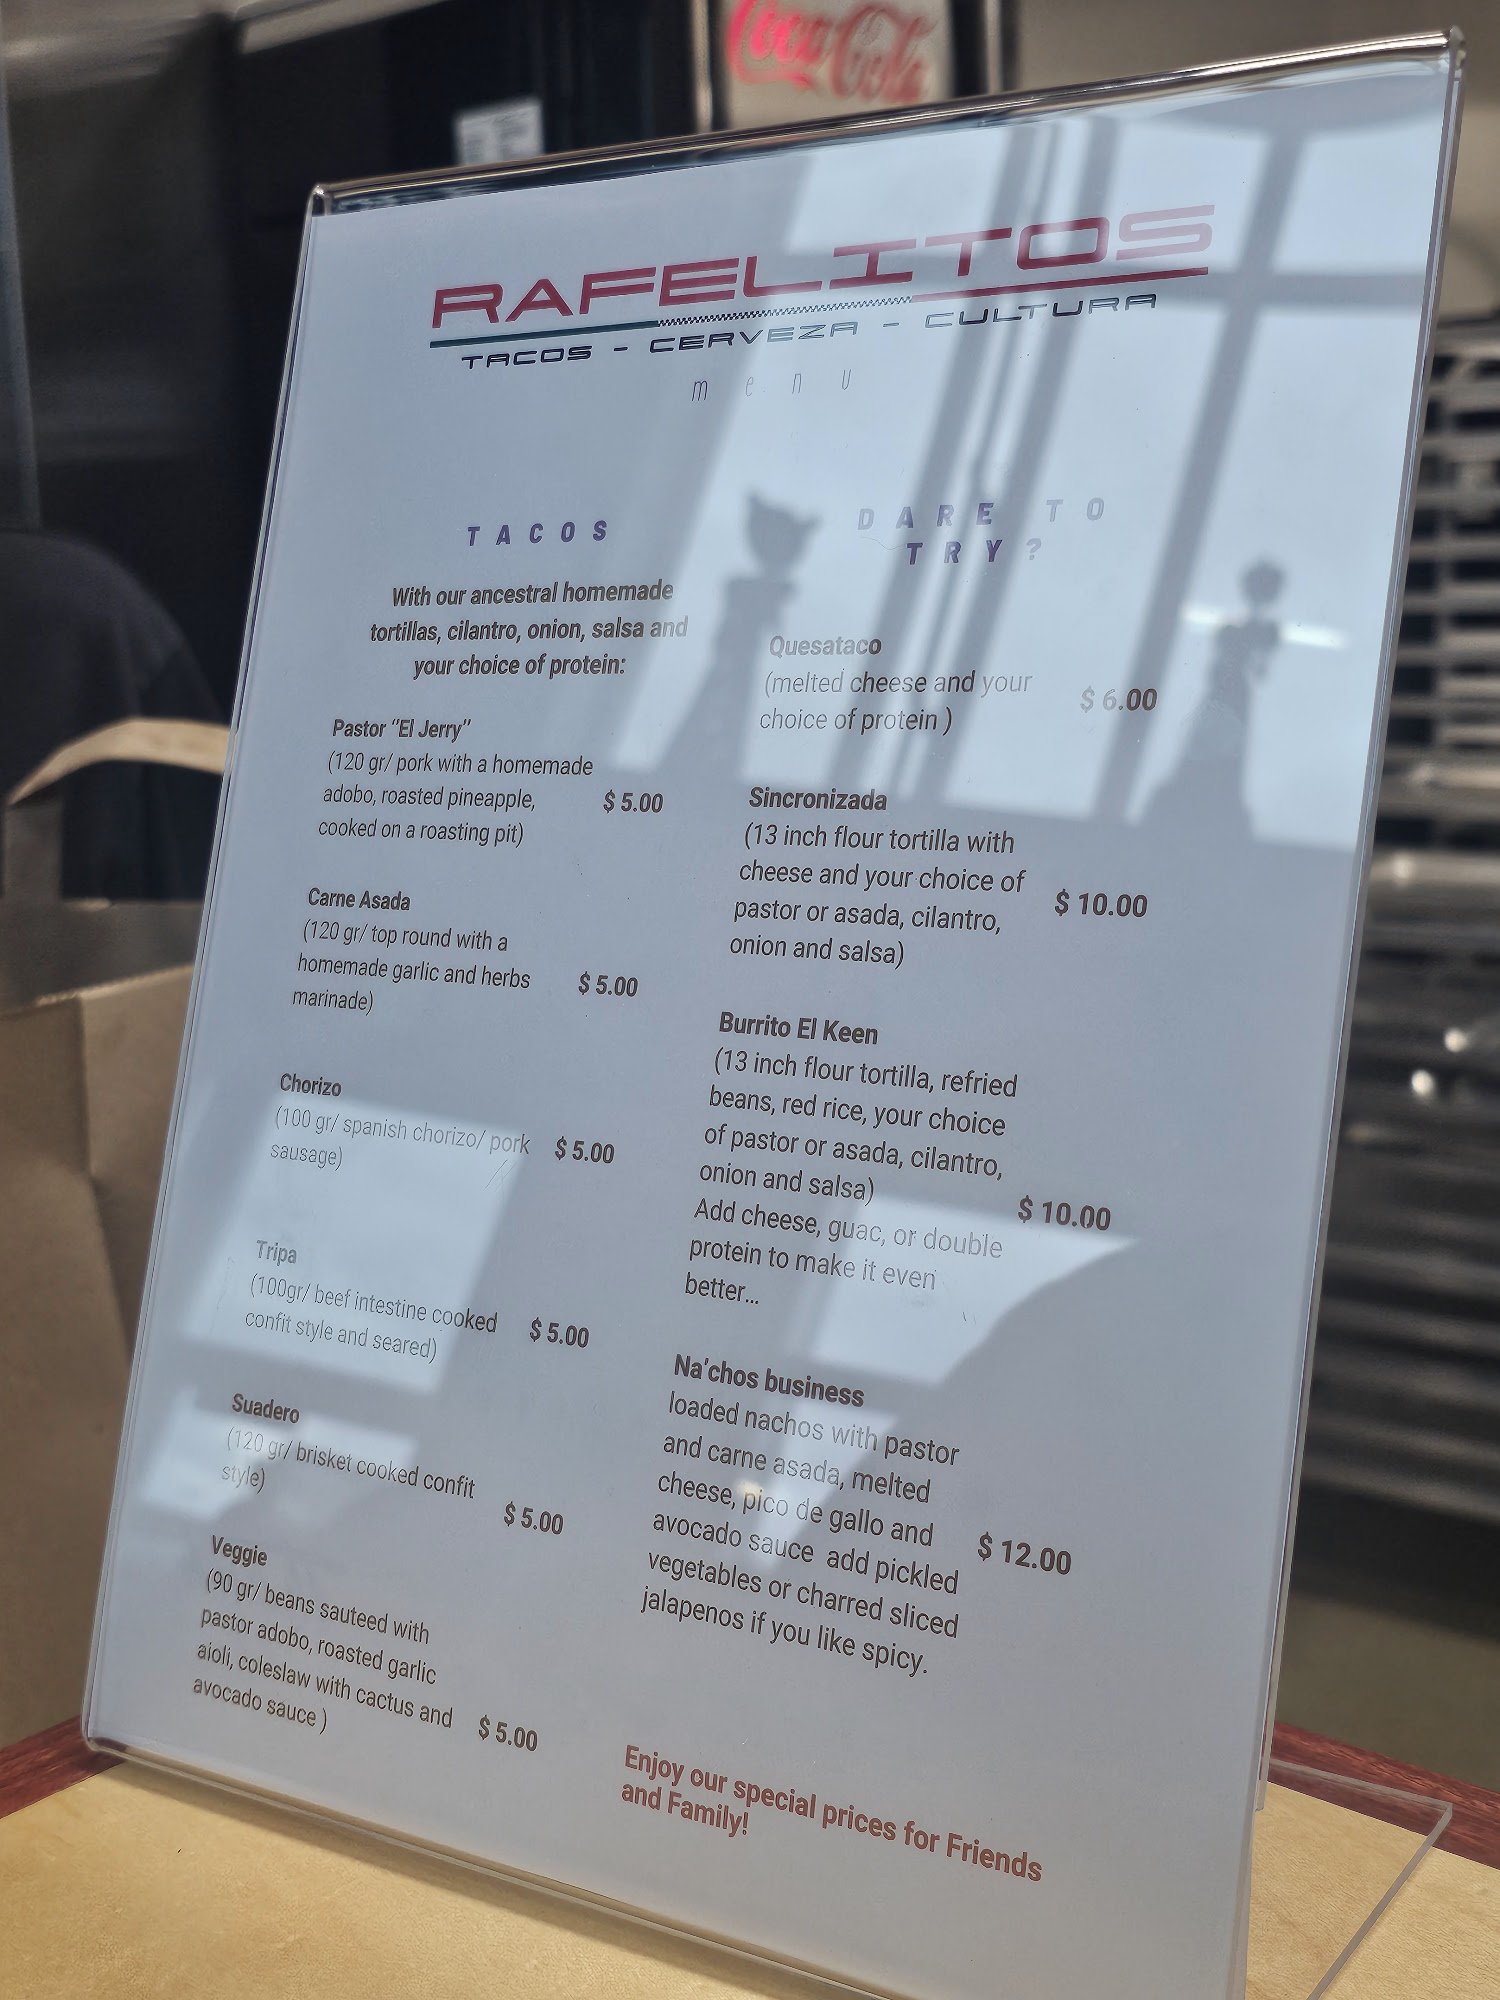 Coca-Cola
RAFELITOS
TACOS - CERVEZA - CULTURA
menu
TACOS
With our ancestral homemade
tortillas, cilantro, onion, salsa and
your choice of protein:
Pastor "El Jerry"
(120 gr/ pork with a homemade
adobo, roasted pineapple,
cooked on a roasting pit)
$ 5.00
Carne Asada
(120 gr/ top round with a
homemade garlic and herbs
marinade)
$ 5.00
Chorizo
(100 gr/ spanish chorizo/ pork
sausage)
$ 5.00
Tripa
(100gr/ beef intestine cooked
confit style and seared)
$ 5.00
Suadero
(120 gr/ brisket cooked confit
style)
$ 5.00
Veggie
(90 gr/ beans sauteed with
pastor adobo, roasted garlic
aioli, coleslaw with cactus and
avocado sauce )
$ 5.00
DARE TO
TRY?
Quesataco
(melted cheese and your
choice of protein )
$ 6.00
Sincronizada
(13 inch flour tortilla with
cheese and your choice of
pastor or asada, cilantro,
onion and salsa)
$ 10.00
Burrito El Keen
(13 inch flour tortilla, refried
beans, red rice, your choice
of pastor or asada, cilantro,
onion and salsa)
Add cheese, guac, or double
protein to make it even
better...
$ 10.00
Na'chos business
loaded nachos with pastor
and carne asada, melted
cheese, pico de gallo and
avocado sauce  add pickled
vegetables or charred sliced
jalapenos if you like spicy.
$ 12.00
Enjoy our special prices for Friends
and Family!